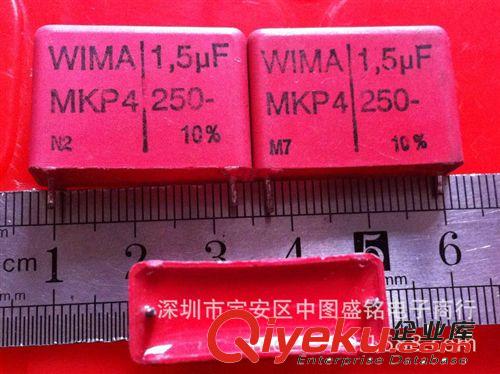 WIMA 1,5µF
MKP4 250-
N2 10%
WIMA 1,5µF
MKP4 250-
M7 10%
cm 1 2 3 4 5 6
深圳市宝安区中图盛铭电子商行
Qiyeku.com
企业库
Enterprise Database